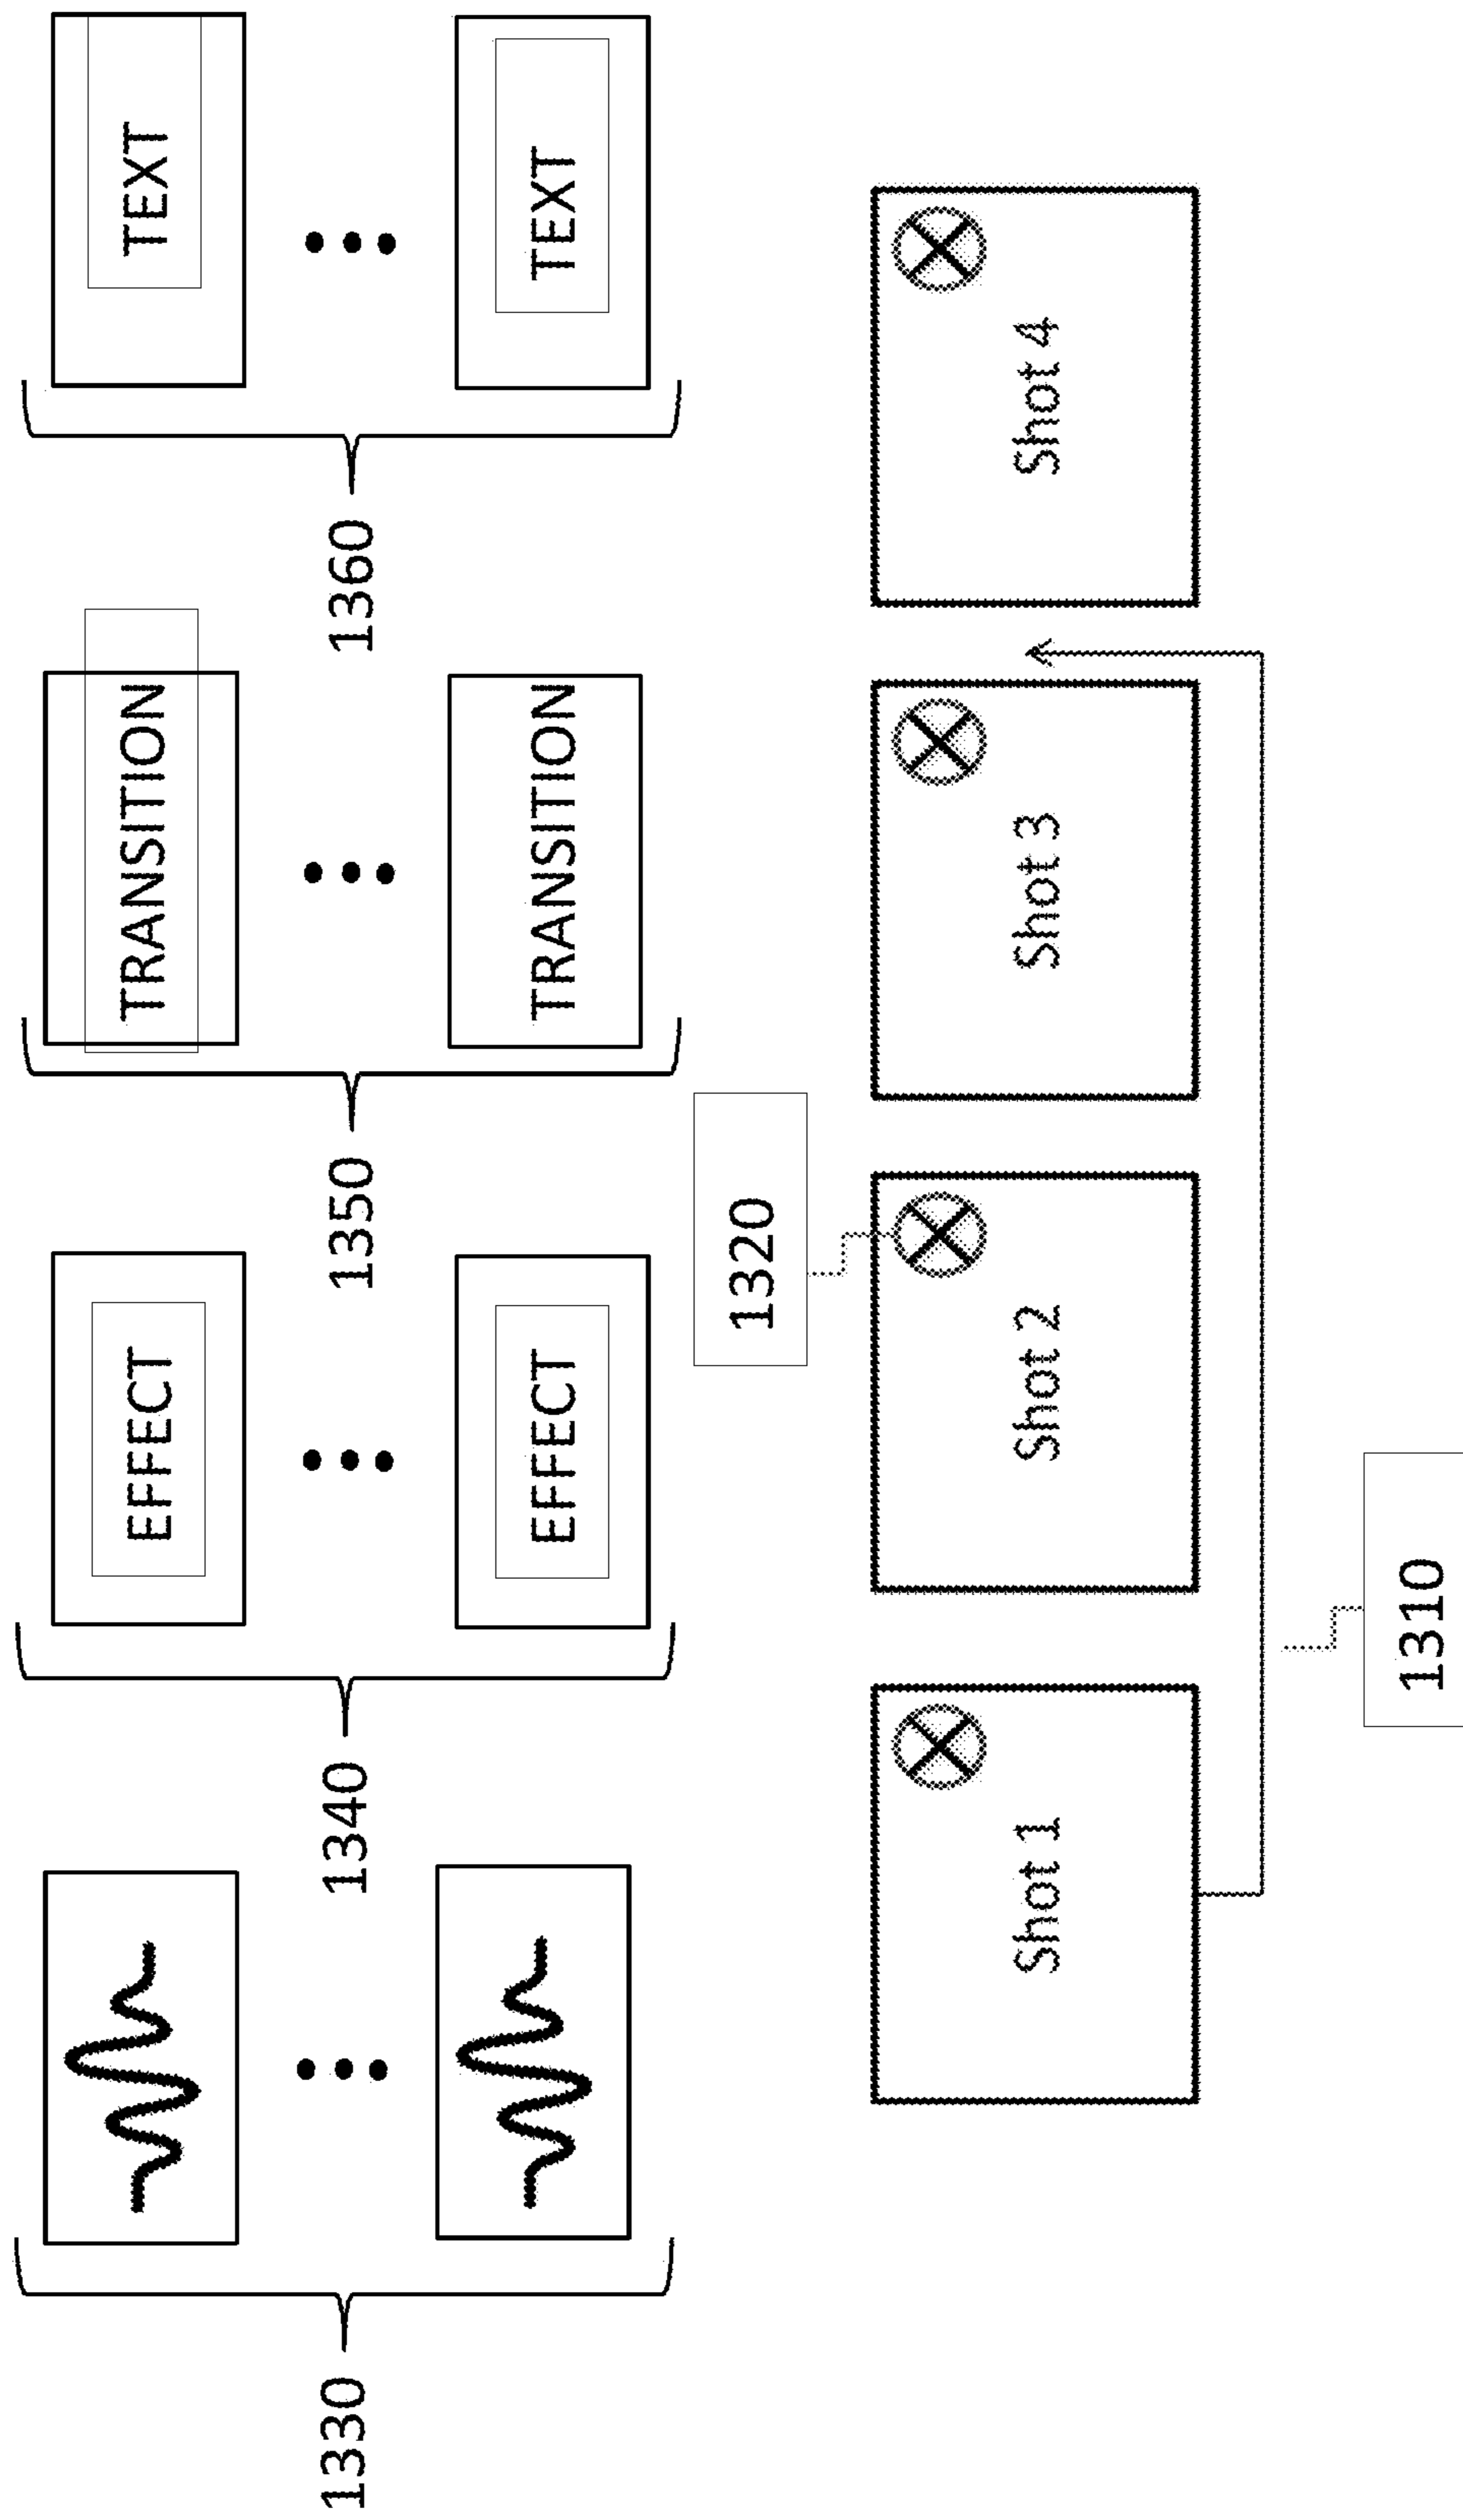 1330
1340
EFFECT
EFFECT
1350
TRANSITION
TRANSITION
1360
TEXT
TEXT
1320
Shot 1
Shot 2
Shot 3
Shot 4
1310